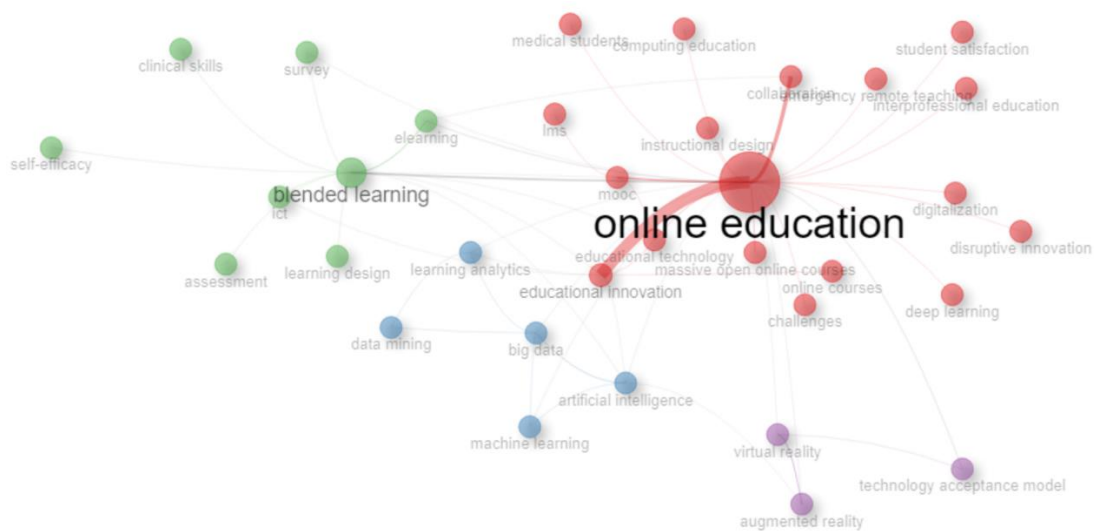 medical students
computing education
student satisfaction
clinical skills
survey
collaboration
emergency remote teaching
interprofessional education
elearning
lms
instructional design
self-efficacy
blended learning
mooc
ict
online education
digitalization
disruptive innovation
educational technology
massive open online courses
assessment
learning design
learning analytics
educational innovation
online courses
challenges
deep learning
data mining
big data
artificial intelligence
machine learning
virtual reality
technology acceptance model
augmented reality